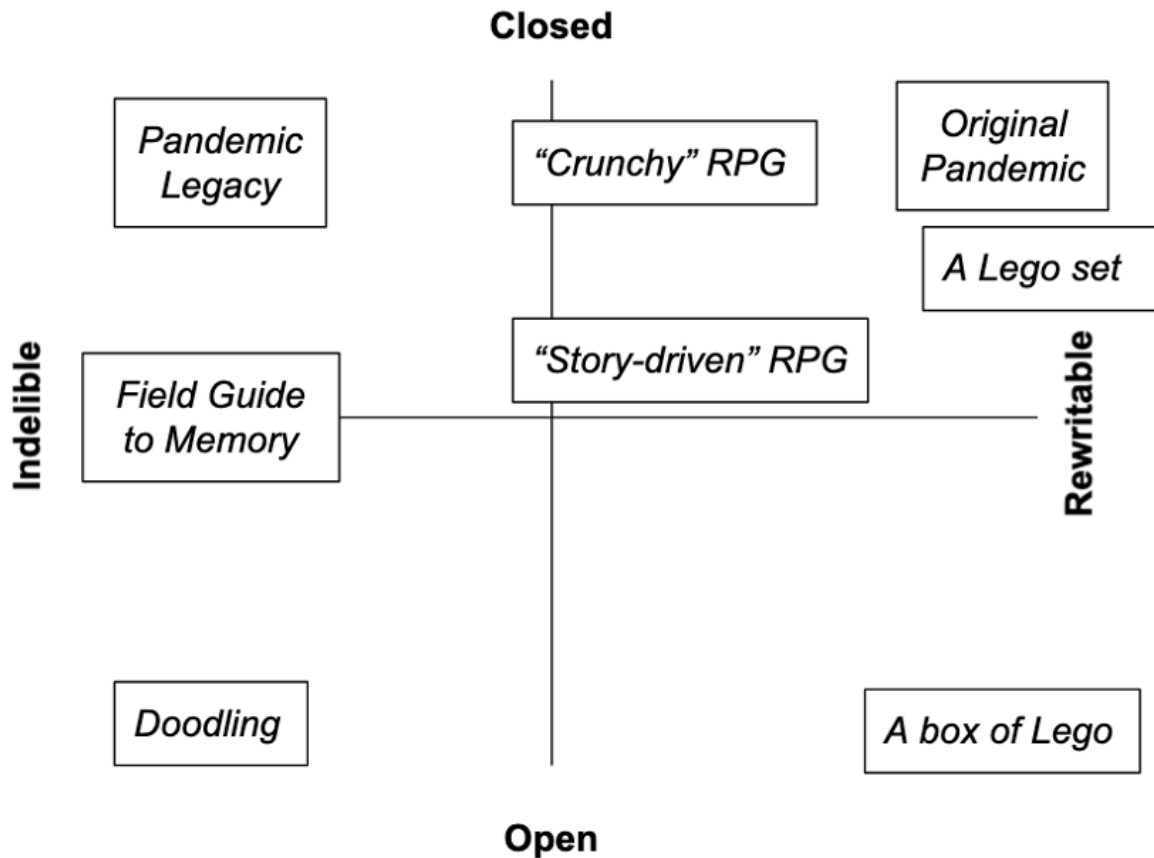 Closed
Pandemic
Legacy
“Crunchy” RPG
Original
Pandemic
A Lego set
“Story-driven” RPG
Indelible
Field Guide
to Memory
Rewritable
Doodling
A box of Lego
Open